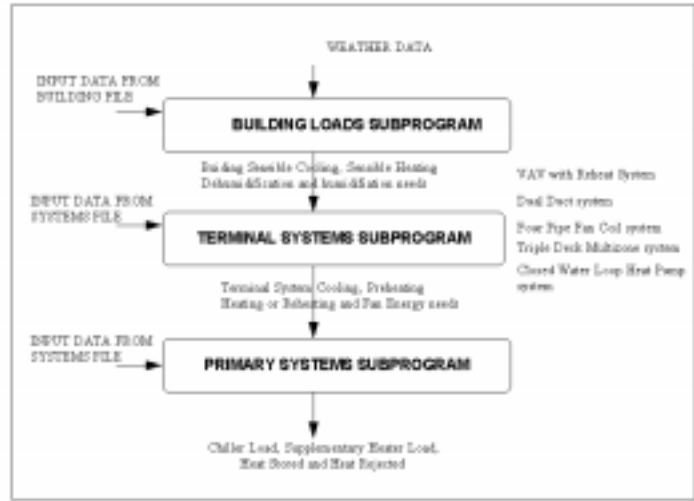 WEATHER DATA
INPUT DATA FROM
BUILDING FILE
BUILDING LOADS SUBPROGRAM
Building Sensible Cooling, Sensible Heating
Dehumidification and humidification needs
VAV with Reheat System
Dual Duct system
Four Pipe Fan Coil system
Triple Deck Multizone system
Closed Water Loop Heat Pump
system
INPUT DATA FROM
SYSTEMS FILE
TERMINAL SYSTEMS SUBPROGRAM
Terminal System Cooling, Preheating
Heating or Reheating and Fan Energy needs
INPUT DATA FROM
SYSTEMS FILE
PRIMARY SYSTEMS SUBPROGRAM
Chiller Load, Supplementary Heater Load,
Heat Stored and Heat Rejected